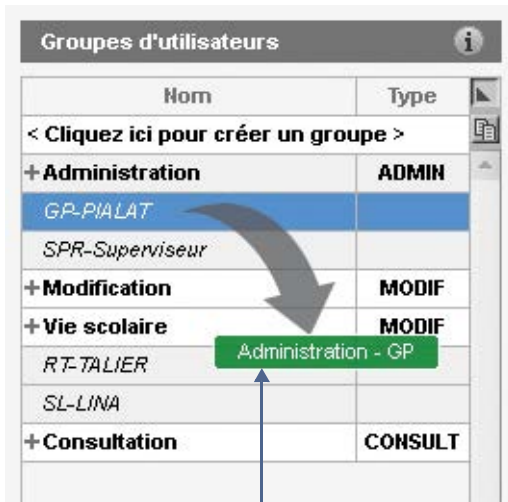 Groupes d'utilisateurs i
Nom Type
< Cliquez ici pour créer un groupe >
+Administration ADMIN
GP-PIALAT
SPR-Superviseur
+Modification MODIF
+Vie scolaire MODIF
Administration - GP
RT-TALIER
SL-LINA
+Consultation CONSULT